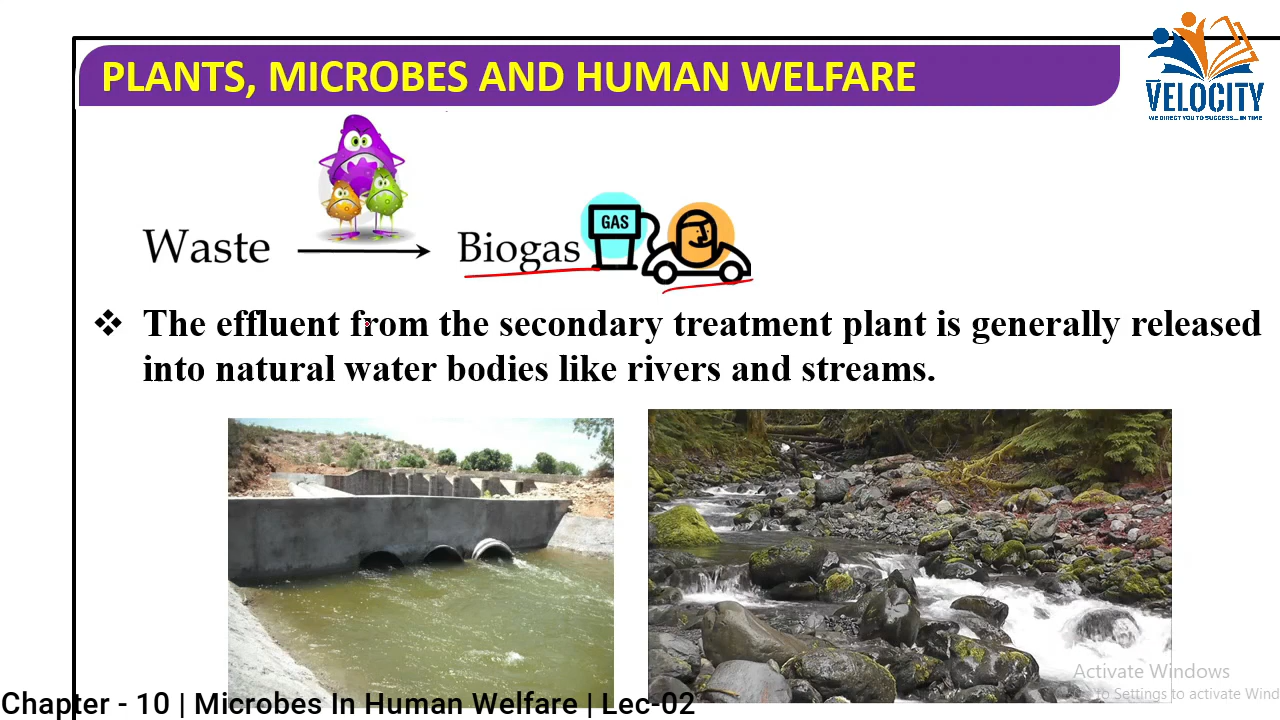 PLANTS, MICROBES AND HUMAN WELFARE
VELOCITY
WE DIRECT YOU TO SUCCESS.... IN TIME
GAS
Waste
Biogas
❖ The effluent from the secondary treatment plant is generally released
into natural water bodies like rivers and streams.
Activate Windows
to Settings to activate Wind
Chapter - 10 | Microbes In Human Welfare | Lec-02